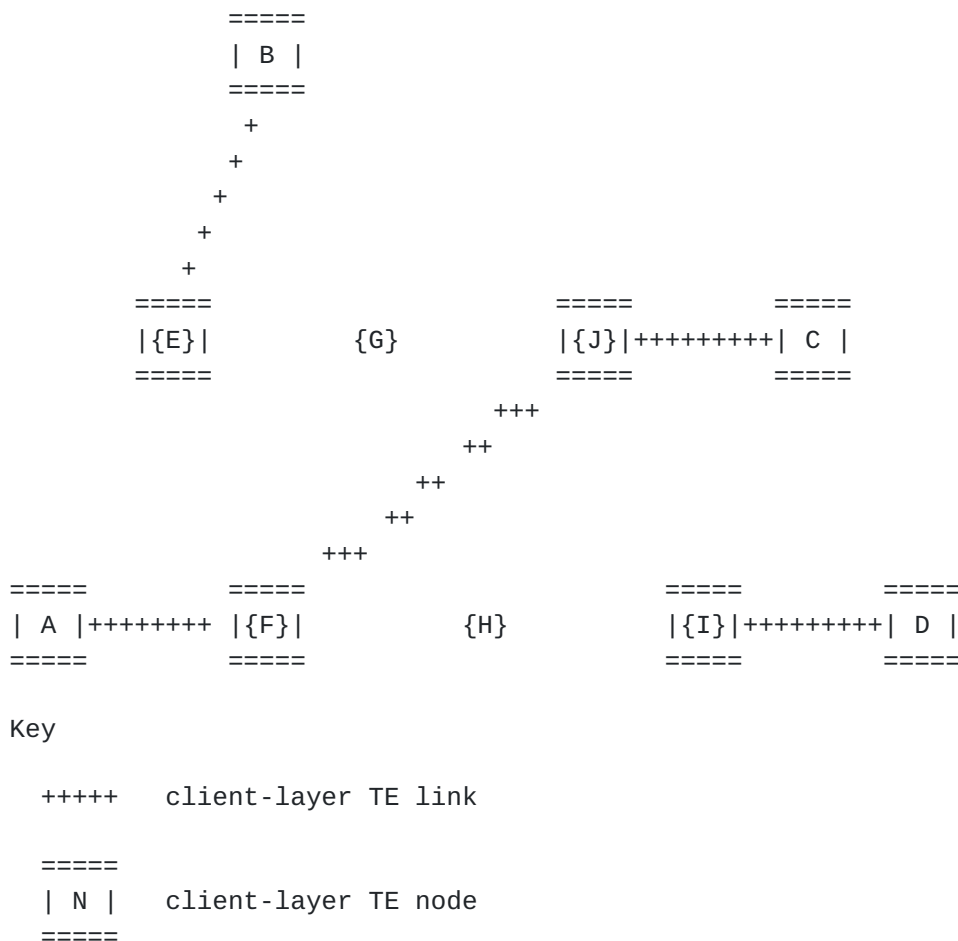 =====
              | B |
              =====
               +
              +
             +
            +
           +
        =====                      =====         =====
        |{E}|         {G}          |{J}|+++++++++| C |
        =====                      =====         =====
                               +++
                             ++
                          ++
                        ++
                    +++
=====         =====                       =====         =====
| A |++++++++ |{F}|          {H}          |{I}|+++++++++| D |
=====         =====                       =====         =====
Key
  +++++   client-layer TE link
  =====
  | N |   client-layer TE node
  =====